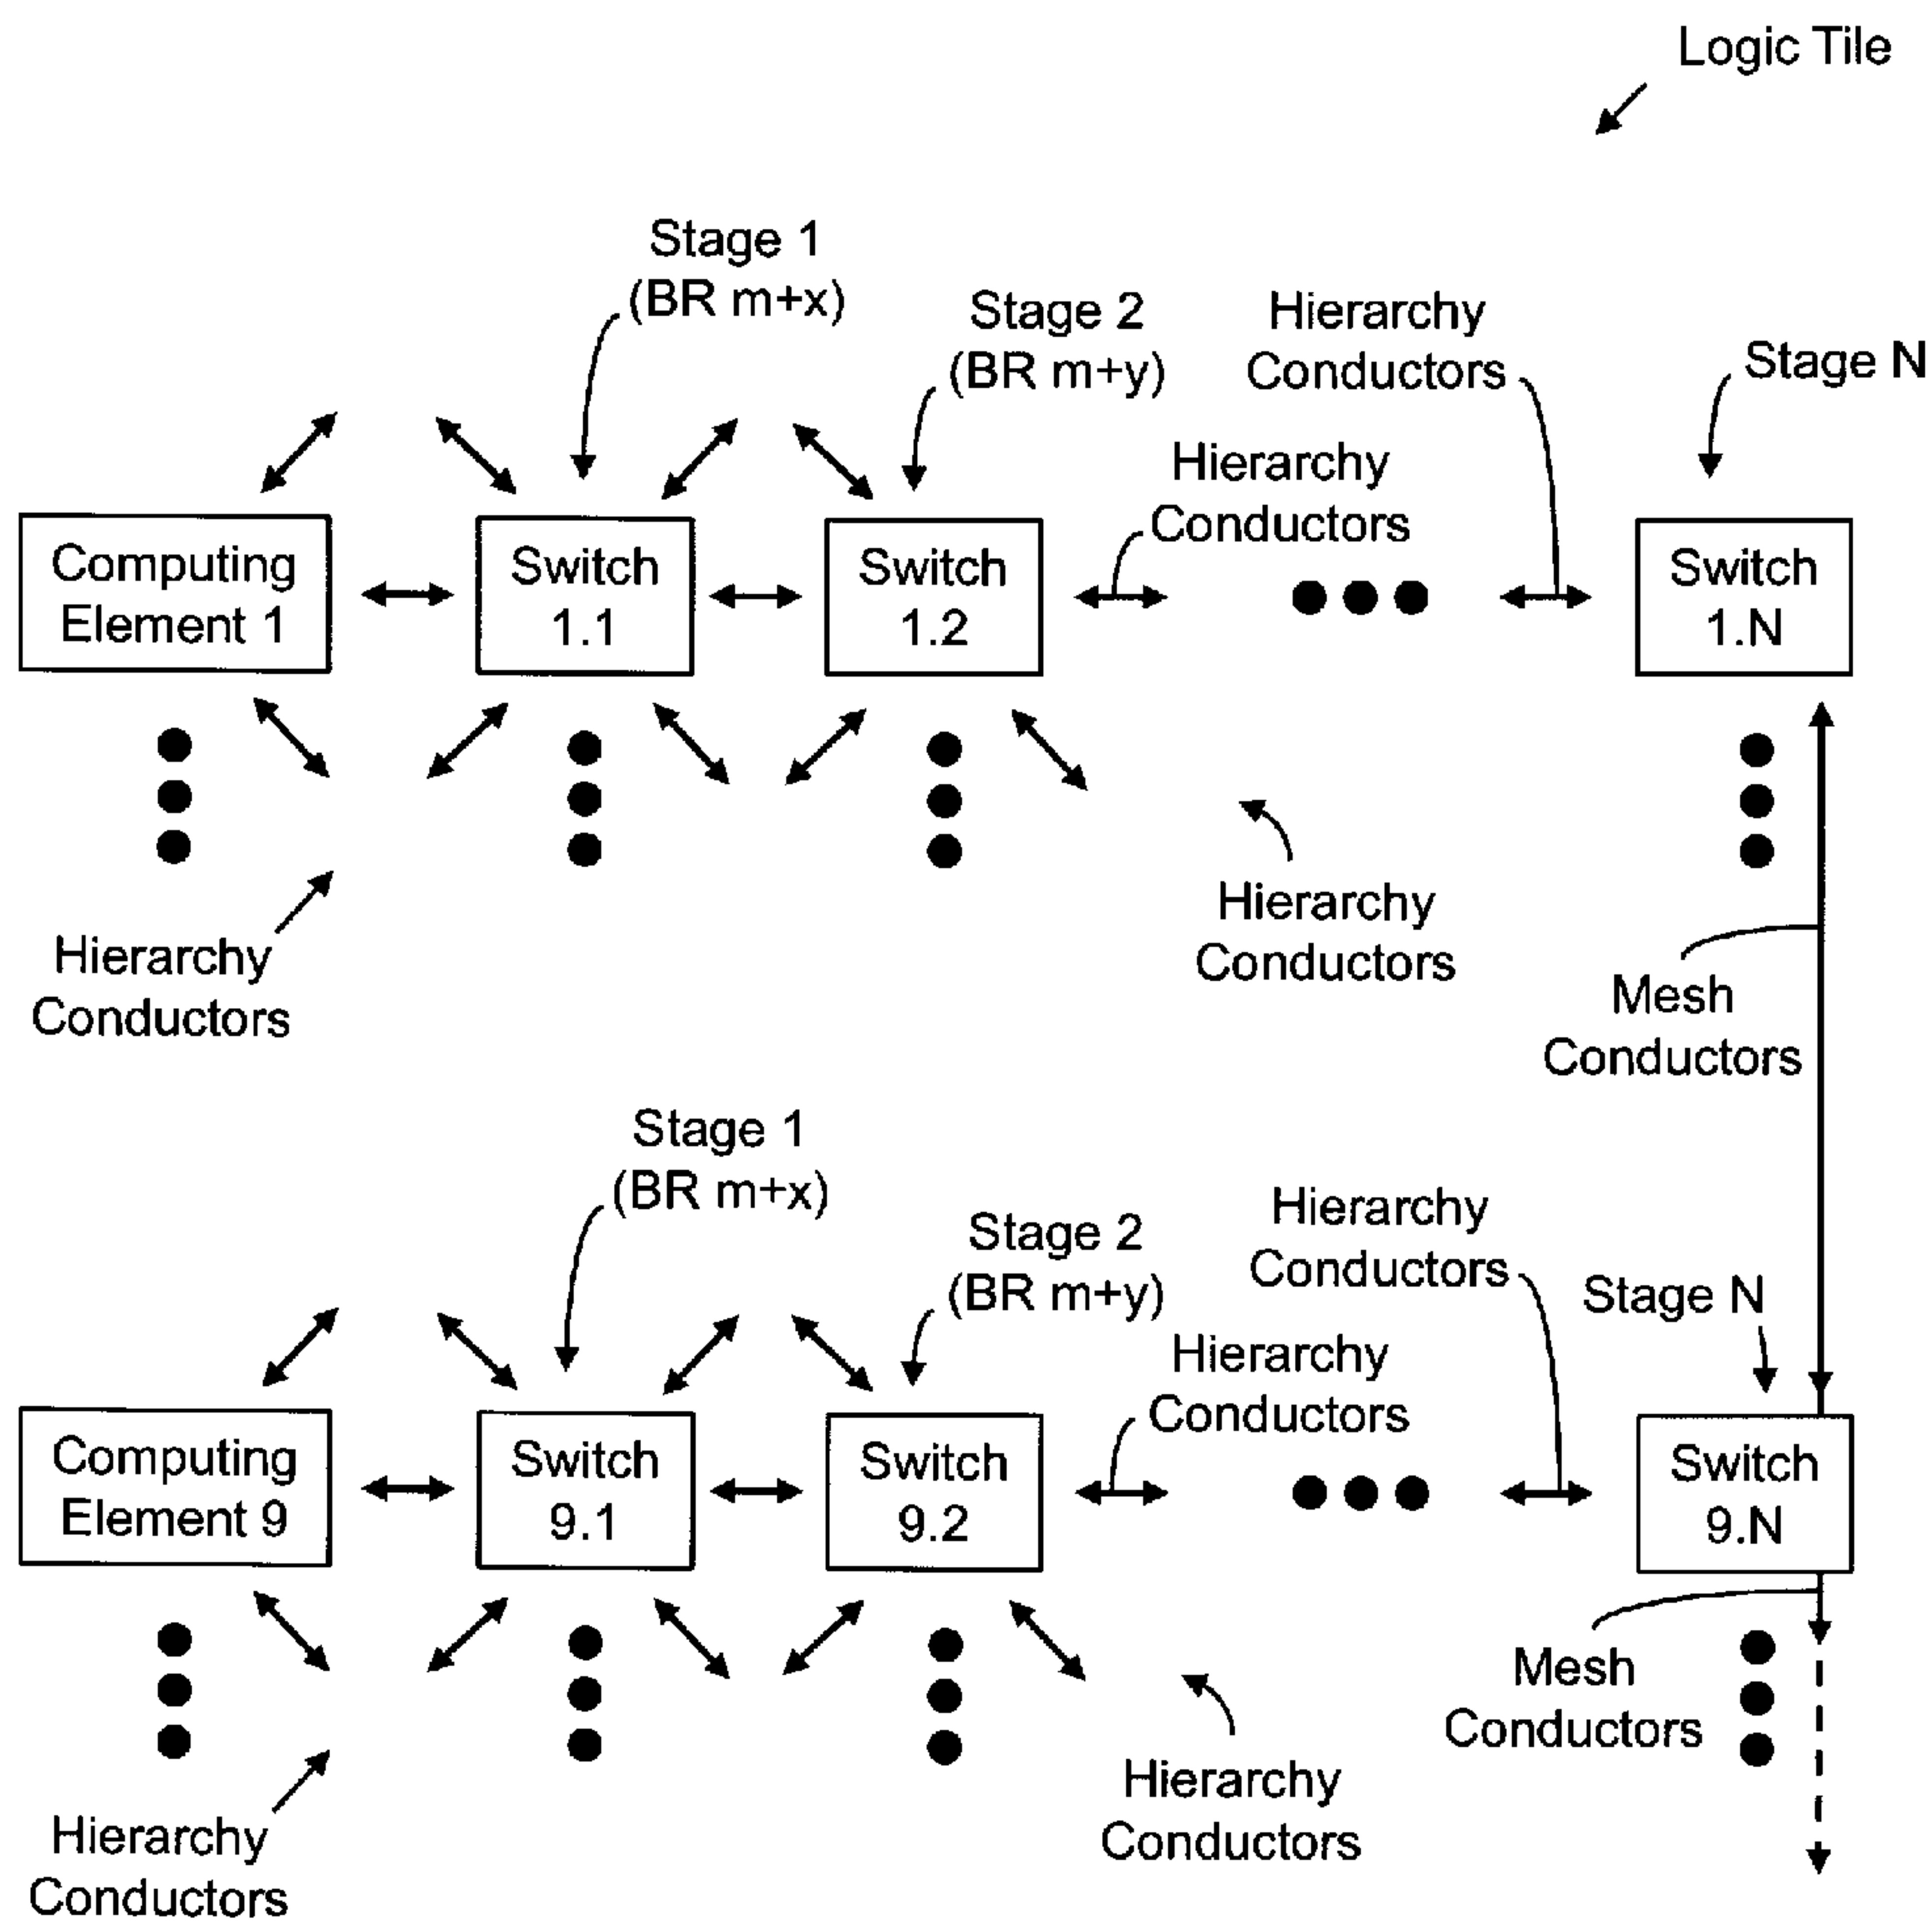 Logic Tile
Stage 1
(BR m+x)
Stage 2
(BR m+y)
Hierarchy
Conductors
Stage N
Hierarchy
Conductors
Computing
Element 1
Switch
1.1
Switch
1.2
Switch
1.N
Hierarchy
Conductors
Hierarchy
Conductors
Mesh
Conductors
Stage 1
(BR m+x)
Stage 2
(BR m+y)
Hierarchy
Conductors
Stage N
Hierarchy
Conductors
Computing
Element 9
Switch
9.1
Switch
9.2
Switch
9.N
Mesh
Conductors
Hierarchy
Conductors
Hierarchy
Conductors